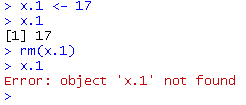 > x.1 <- 17
> x.1
[1] 17
> rm(x.1)
> x.1
Error: object 'x.1' not found
>